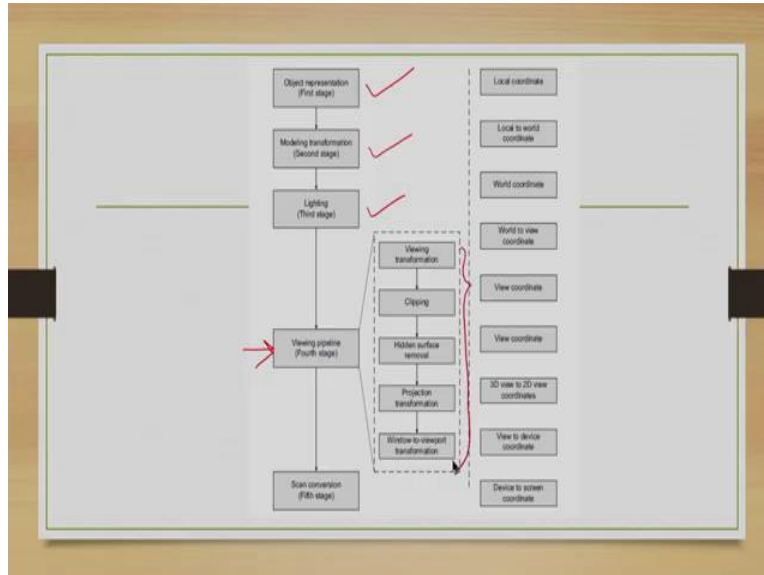 Object representation
(First stage)
Modeling transformation
(Second stage)
Lighting
(Third stage)
Viewing pipeline
(Fourth stage)
Scan conversion
(Fifth stage)
Viewing
transformation
Clipping
Hidden surface
removal
Projection
transformation
Window-to-viewport
transformation
Local coordinate
Local to world
coordinate
World coordinate
World to view
coordinate
View coordinate
View coordinate
3D view to 2D view
coordinates
View to device
coordinate
Device to screen
coordinate